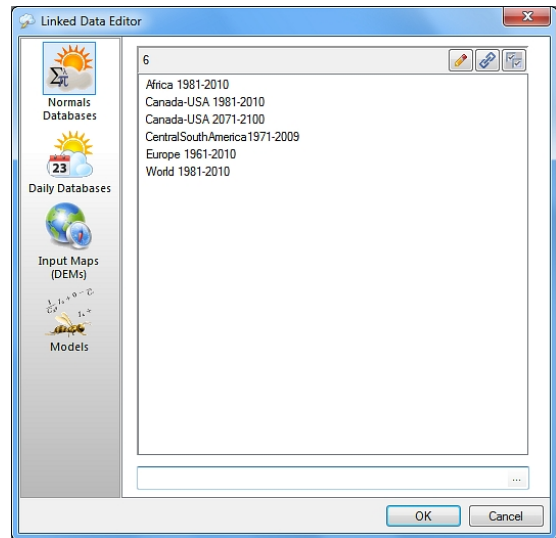 Linked Data Editor
Normals
Databases
23
Daily Databases
Input Maps
(DEMs)
Models
6
Africa 1981-2010
Canada-USA 1981-2010
Canada-USA 2071-2100
CentralSouthAmerica1971-2009
Europe 1961-2010
World 1981-2010
...
OK
Cancel